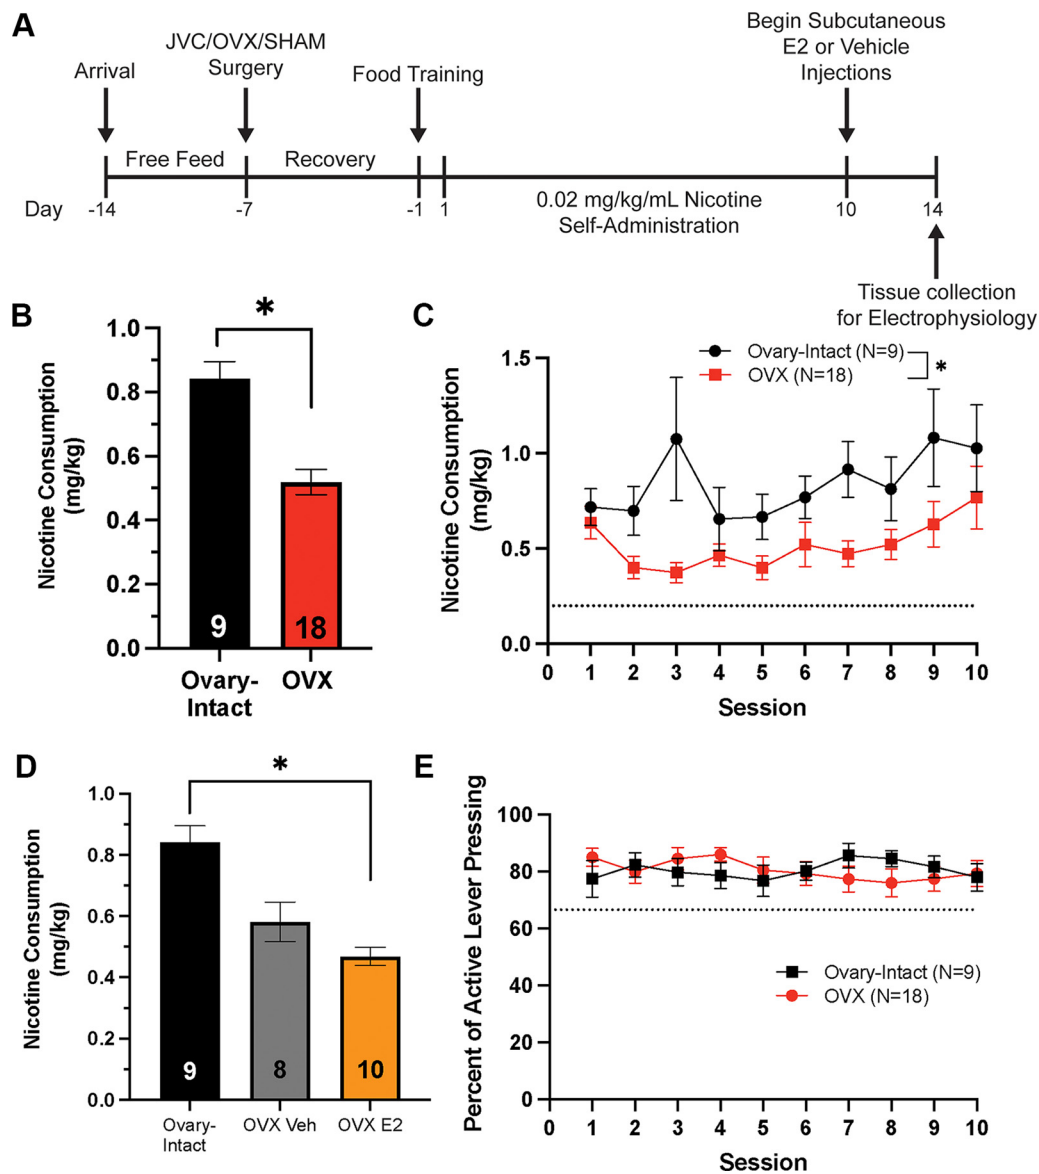 A
Arrival
JVC/OVX/SHAM
Surgery
Food Training
Begin Subcutaneous
E2 or Vehicle
Injections
Free Feed
Recovery
Day
-14
-7
-1
1
0.02 mg/kg/mL Nicotine
Self-Administration
10
14
Tissue collection
for Electrophysiology
B
Nicotine Consumption
(mg/kg)
1.0
0.8
0.6
0.4
0.2
0.0
*
9
18
Ovary-
Intact
OVX
C
Nicotine Consumption
(mg/kg)
1.5
1.0
0.5
0.0
Ovary-Intact (N=9)
OVX (N=18)
*
0 1 2 3 4 5 6 7 8 9 10
Session
D
Nicotine Consumption
(mg/kg)
1.0
0.8
0.6
0.4
0.2
0.0
*
9
8
10
Ovary-
Intact
OVX Veh
OVX E2
E
Percent of Active Lever Pressing
100
80
60
40
20
0
Ovary-Intact (N=9)
OVX (N=18)
0 1 2 3 4 5 6 7 8 9 10
Session